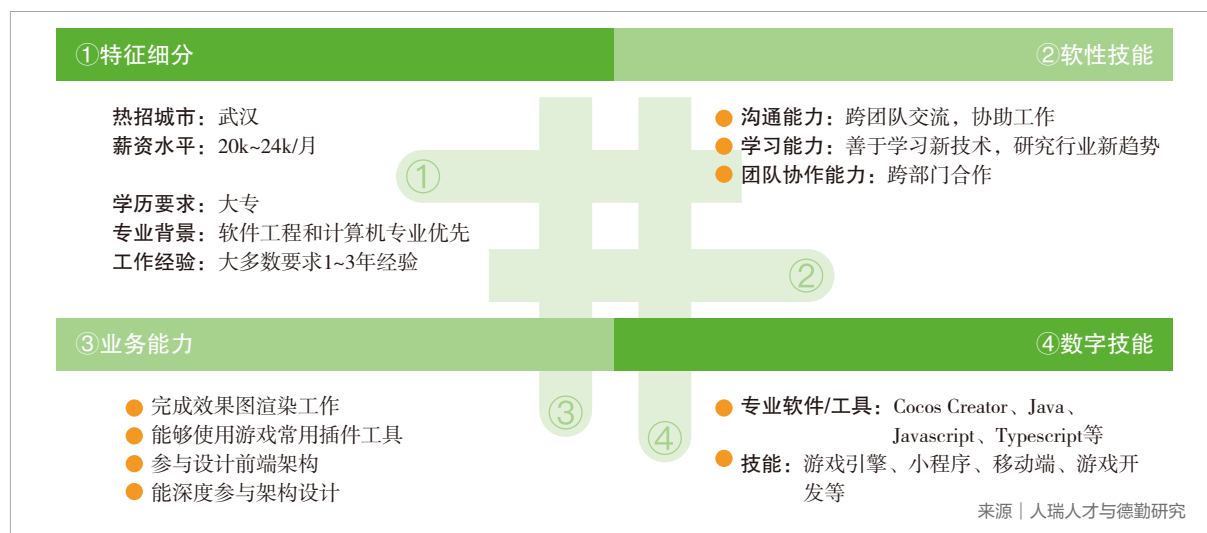 ①特征细分
热招城市：武汉
薪资水平：20k~24k/月
学历要求：大专
专业背景：软件工程和计算机专业优先
工作经验：大多数要求1~3年经验
②软性技能
沟通能力：跨团队交流，协助工作
学习能力：善于学习新技术，研究行业新趋势
团队协作能力：跨部门合作
①
②
③业务能力
完成效果图渲染工作
能够使用游戏常用插件工具
参与设计前端架构
能深度参与架构设计
③
④
④数字技能
专业软件/工具：Cocos Creator、Java、
Javascript、Typescript等
技能：游戏引擎、小程序、移动端、游戏开
发等
来源｜人瑞人才与德勤研究